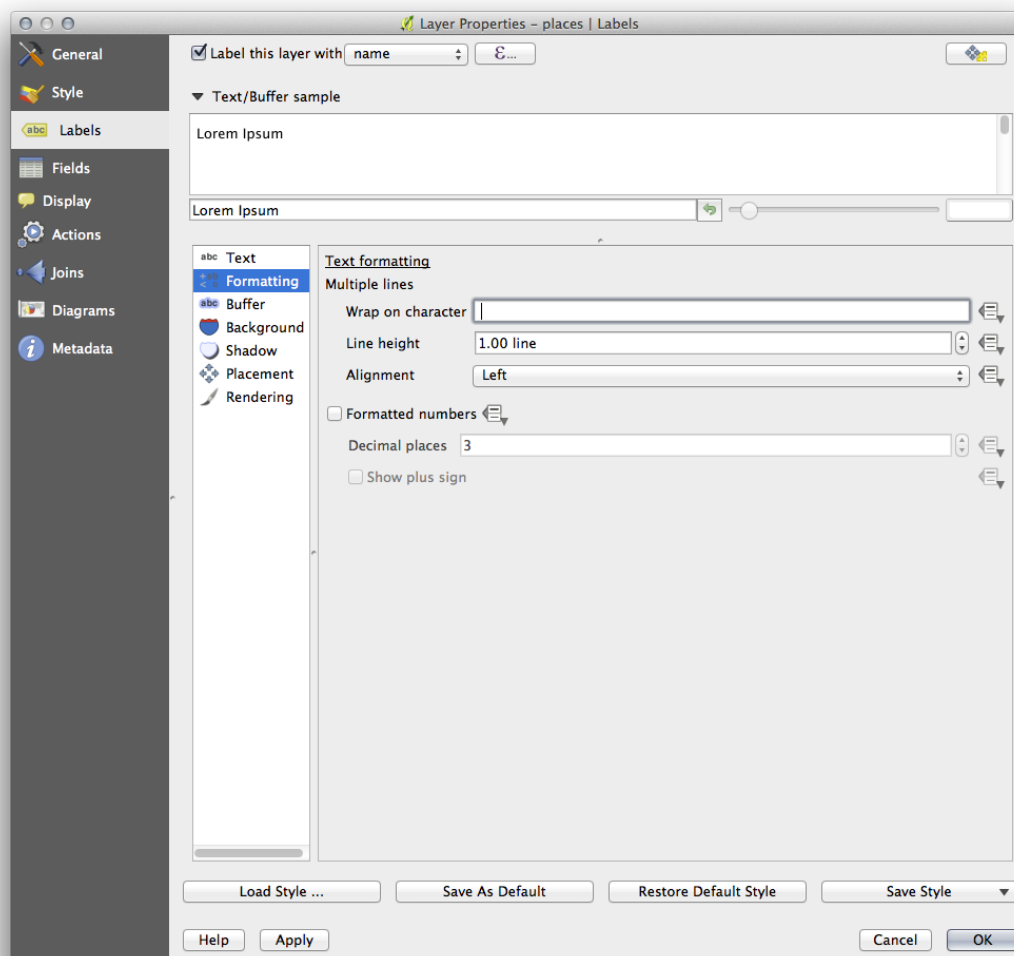 Layer Properties - places | Labels
General
Style
abc Labels
Fields
Display
Actions
Joins
Diagrams
i Metadata
Label this layer with name ε...
Text/Buffer sample
Lorem Ipsum
Lorem Ipsum
abc Text
Formatting
abc Buffer
Background
Shadow
Placement
Rendering
Text formatting
Multiple lines
Wrap on character
Line height 1.00 line
Alignment Left
Formatted numbers
Decimal places 3
Show plus sign
Load Style ... Save As Default Restore Default Style Save Style
Help Apply Cancel OK